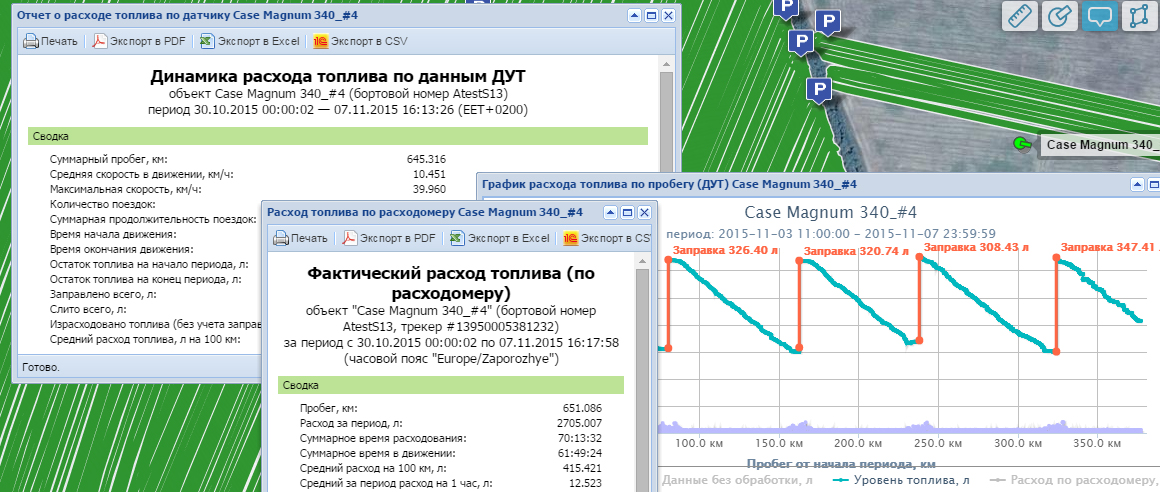 Отчет о расходе топлива по датчику Case Magnum 340_#4
Печать
Экспорт в PDF
Экспорт в Excel
Экспорт в CSV
Динамика расхода топлива по данным ДУТ
объект Case Magnum 340_#4 (бортовой номер AtestS13)
период 30.10.2015 00:00:02 — 07.11.2015 16:13:26 (EET+0200)
Сводка
Суммарный пробег, км: 645.316
Средняя скорость в движении, км/ч: 10.451
Максимальная скорость, км/ч: 39.960
Количество поездок:
Суммарная продолжительность поездок:
Время начала движения:
Время окончания движения:
Остаток топлива на начало периода, л:
Остаток топлива на конец периода, л:
Заправлено всего, л:
Слито всего, л:
Израсходовано топлива (без учета заправ
Средний расход топлива, л на 100 км:
Готово.
Расход топлива по расходомеру Case Magnum 340_#4
Печать
Экспорт в PDF
Экспорт в Excel
Экспорт в CSV
Фактический расход топлива (по
расходомеру)
объект "Case Magnum 340_#4" (бортовой номер
AtestS13, трекер #13950005381232)
за период с 30.10.2015 00:00:02 по 07.11.2015 16:17:58
(часовой пояс "Europe/Zaporozhye")
Сводка
Пробег, км: 651.086
Расход за период, л: 2705.007
Суммарное время расходования: 70:13:32
Суммарное время в движении: 61:49:24
Средний расход на 100 км, л: 415.421
Средний за период расход на 1 час, л: 12.523
P
P
P
P
Case Magnum 340_
График расхода топлива по пробегу (ДУТ) Case Magnum 340_#4
Case Magnum 340_#4
период: 2015-11-03 11:00:00 - 2015-11-07 23:59:59
Заправка 326.40 л
Заправка 320.74 л
Заправка 308.43 л
Заправка 347.41
100.0 км
150.0 км
200.0 км
250.0 км
300.0 км
350.0 км
Пробег от начала периода, км
Данные без обработки, л
Уровень топлива, л
Расход по расходомеру,